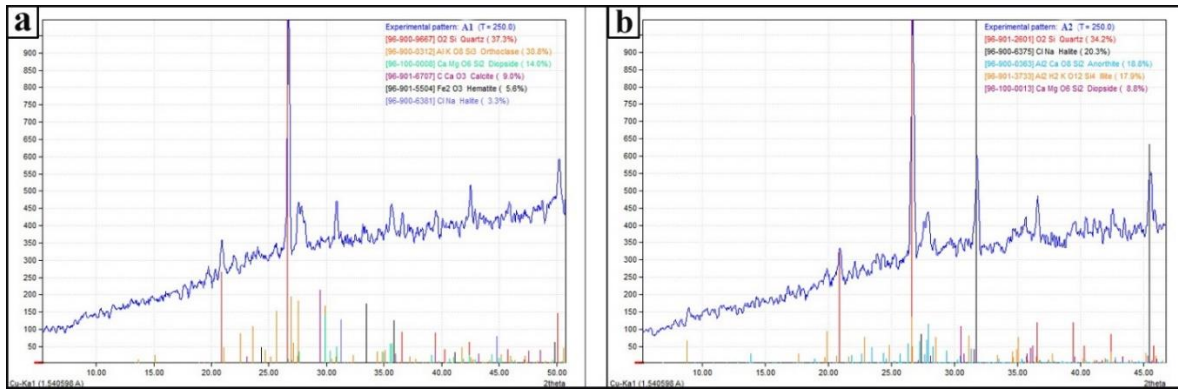 a
Experimental pattern: A1 (T = 250.0)
[96-900-9667] O2 Si Quartz ( 37.3%)
[96-900-0312] Al K O8 Si3 Orthoclase ( 30.8%)
[96-100-0008] Ca Mg O6 Si2 Diopside ( 14.0%)
[96-901-6707] C Ca O3 Calcite ( 9.0%)
[96-901-5504] Fe2 O3 Hematite ( 5.6%)
[96-900-6381] Cl Na Halite ( 3.3%)
950
900
850
800
750
700
650
600
550
500
450
400
350
300
250
200
150
100
50
10.00 15.00 20.00 25.00 30.00 35.00 40.00 45.00 50.00
Cu-Ka1 (1.540598 A) 2theta
b
Experimental pattern: A2 (T = 250.0)
[96-901-2601] O2 Si Quartz ( 34.2%)
[96-900-6375] Cl Na Halite ( 20.3%)
[96-900-0363] Al2 Ca O8 Si2 Anorthite ( 18.8%)
[96-901-3733] Al2 H2 K O12 Si4 Illite ( 17.9%)
[96-100-0013] Ca Mg O6 Si2 Diopside ( 8.8%)
950
900
850
800
750
700
650
600
550
500
450
400
350
300
250
200
150
100
50
10.00 15.00 20.00 25.00 30.00 35.00 40.00 45.00
Cu-Ka1 (1.540598 A) 2theta